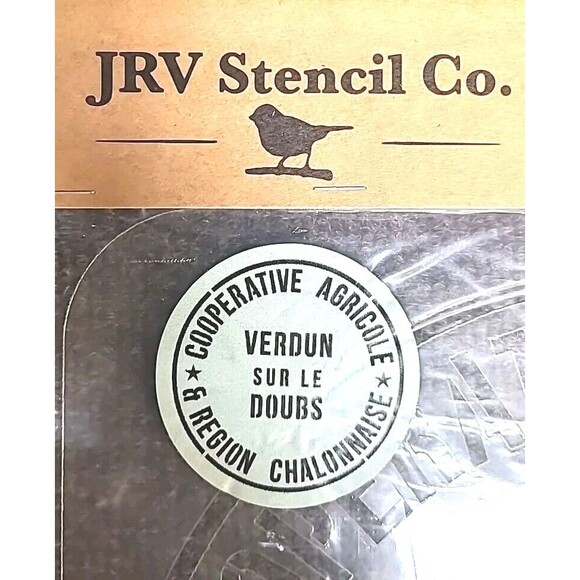 JRV Stencil Co.
COOPERATIVE AGRICOLE
VERDUN
SUR LE
DOUBS
★ & REGION CHALONNAISE ★